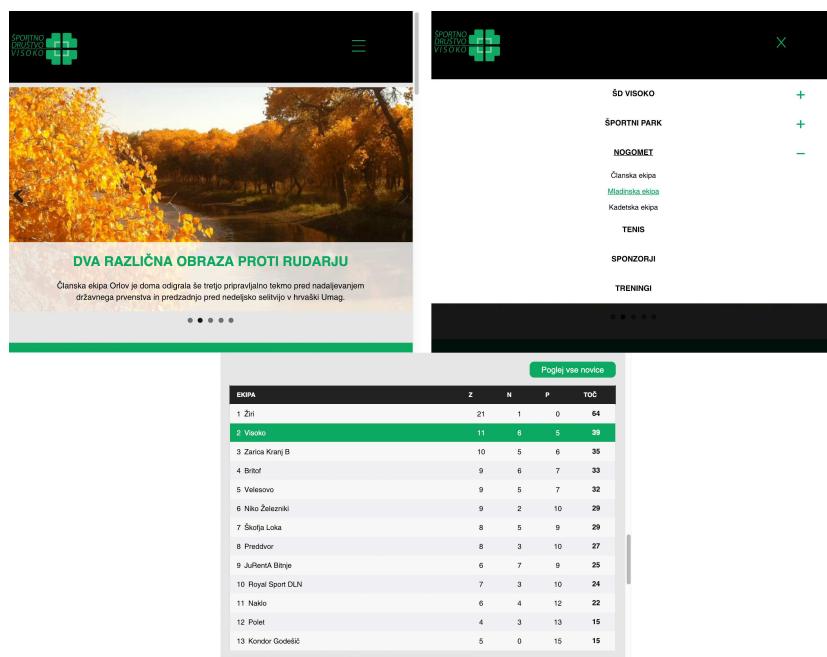 ŠPORTNO
DRUŠTVO
VISOKO
DVA RAZLIČNA OBRAZA PROTI RUDARJU
Članska ekipa Orlov je doma odigrala še tretjo pripravljalno tekmo pred nadaljevanjem
državnega prvenstva in predzadnjo pred nedeljsko selitvijo v hrvaški Umag.
ŠPORTNO
DRUŠTVO
VISOKO
X
ŠD VISOKO +
ŠPORTNI PARK +
NOGOMET –
Članska ekipa
Mladinska ekipa
Kadetska ekipa
TENIS
SPONZORJI
TRENINGI
Poglej vse novice
EKIPA Z N P TOČ
1 Žiri 21 1 0 64
2 Visoko 11 6 5 39
3 Zarica Kranj B 10 5 6 35
4 Britof 9 6 7 33
5 Velesovo 9 5 7 32
6 Niko Železniki 9 2 10 29
7 Škofja Loka 8 5 9 29
8 Preddvor 8 3 10 27
9 JuRentA Bitnje 6 7 9 25
10 Royal Sport DLN 7 3 10 24
11 Naklo 6 4 12 22
12 Polet 4 3 13 15
13 Kondor Godešič 5 0 15 15